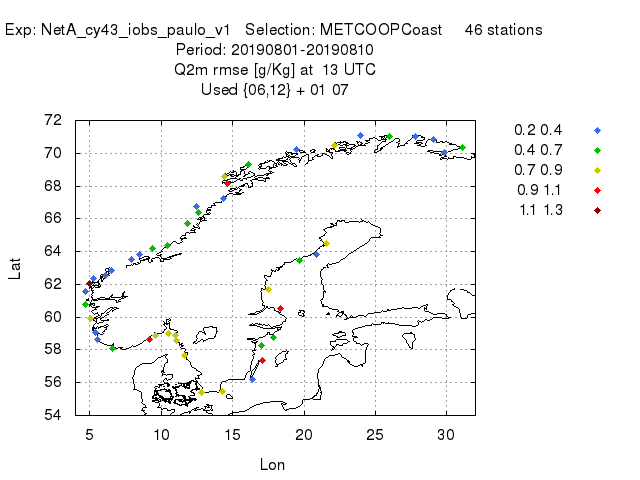 Exp: NetA_cy43_iobs_paulo_v1 Selection: METCOOPCoast 46 stations
Period: 20190801-20190810
Q2m rmse [g/Kg] at 13 UTC
Used {06,12} + 01 07
72
70
68
66
64
62
60
58
56
54
Lat
5 10 15 20 25 30
Lon
0.2 0.4
0.4 0.7
0.7 0.9
0.9 1.1
1.1 1.3